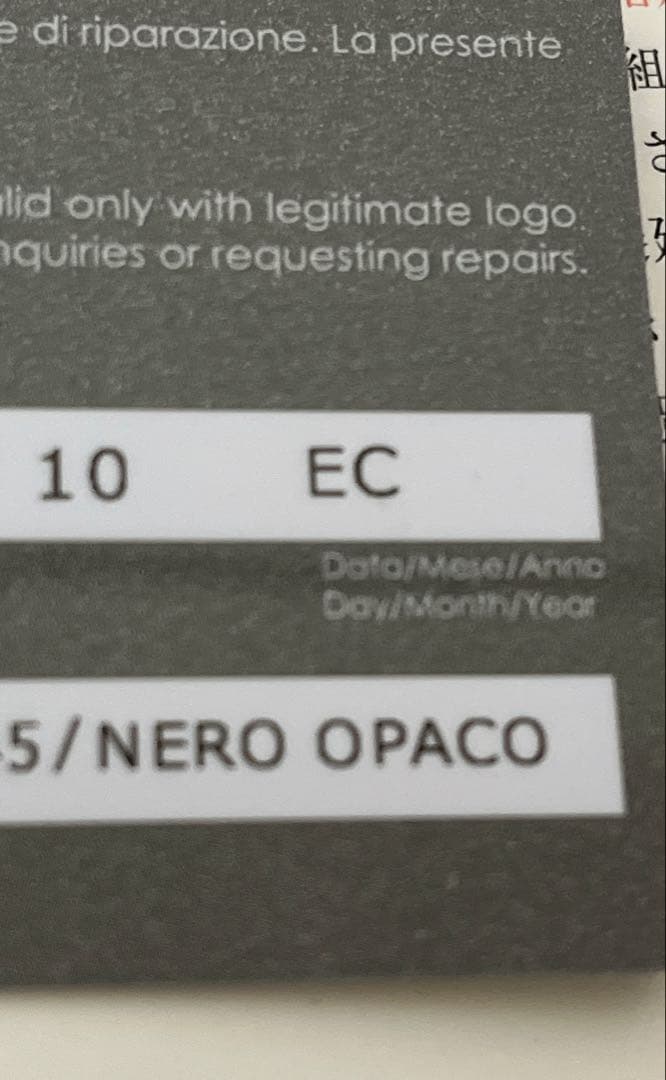 e di riparazione. La presente
lid only with legitimate logo.
nquiries or requesting repairs.
10 EC
Data/Mese/Anno
Day/Month/Year
5/NERO OPACO
組